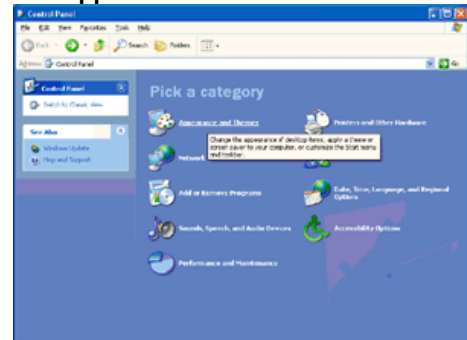 Control Panel
File Edit View Favorites Tools Help
Back Search Folders
Address Control Panel Go
Control Panel
Switch to Classic View
See Also
Windows Update
Help and Support
Pick a category
Appearance and Themes
Printers and Other Hardware
Change the appearance of desktop items, apply a theme or
screen saver to your computer, or customize the Start menu
and taskbar.
Network
Add or Remove Programs
Date, Time, Language, and Regional
Options
Sounds, Speech, and Audio Devices
Accessibility Options
Performance and Maintenance